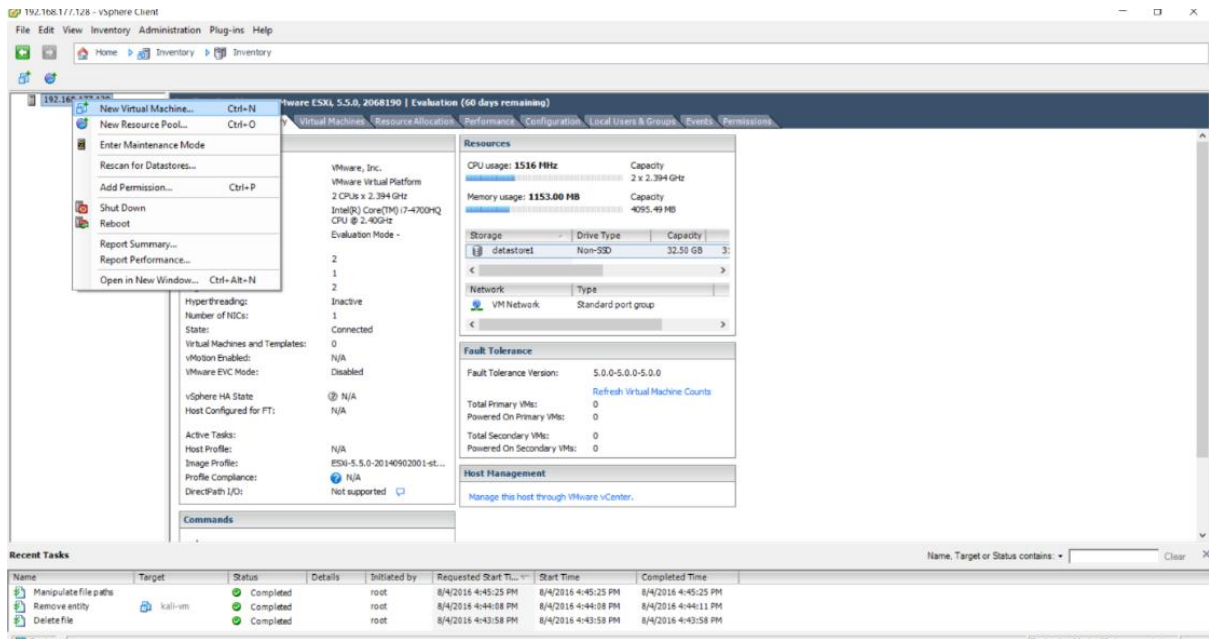 192.168.177.128 - vSphere Client
File Edit View Inventory Administration Plug-ins Help
Home Inventory Inventory
New Virtual Machine... Ctrl+N
New Resource Pool... Ctrl+O
Enter Maintenance Mode
Rescan for Datastores...
Add Permission... Ctrl+P
Shut Down
Reboot
Report Summary...
Report Performance...
Open in New Window... Ctrl+Alt+N
VMware ESXi, 5.5.0, 2068190 | Evaluation (60 days remaining)
Virtual Machines Resource Allocation Performance Configuration Local Users & Groups Events Permissions
VMware, Inc.
VMware Virtual Platform
2 CPUs x 2.394 GHz
Intel(R) Core(TM) i7-4700HQ
CPU @ 2.40GHz
Evaluation Mode -
2
1
2
Hyperthreading: Inactive
Number of NICs: 1
State: Connected
Virtual Machines and Templates: 0
vMotion Enabled: N/A
VMware EVC Mode: Disabled
vSphere HA State N/A
Host Configured for FT: N/A
Active Tasks:
Host Profile: N/A
Image Profile: ESXi-5.5.0-20140902001-st...
Profile Compliance: N/A
DirectPath I/O: Not supported
Commands
Resources
CPU usage: 1516 MHz Capacity
2 x 2.394 GHz
Memory usage: 1153.00 MB Capacity
4095.49 MB
Storage Drive Type Capacity
datastore1 Non-SSD 32.50 GB 3:
Network Type
VM Network Standard port group
Fault Tolerance
Fault Tolerance Version: 5.0.0-5.0.0-5.0.0
Refresh Virtual Machine Counts
Total Primary VMs: 0
Powered On Primary VMs: 0
Total Secondary VMs: 0
Powered On Secondary VMs: 0
Host Management
Manage this host through VMware vCenter.
Recent Tasks Name, Target or Status contains: Clear
Name Target Status Details Initiated by Requested Start Ti... Start Time Completed Time
Manipulate file paths Completed root 8/4/2016 4:45:25 PM 8/4/2016 4:45:25 PM 8/4/2016 4:45:25 PM
Remove entity kali-vm Completed root 8/4/2016 4:44:08 PM 8/4/2016 4:44:08 PM 8/4/2016 4:44:11 PM
Delete file Completed root 8/4/2016 4:43:58 PM 8/4/2016 4:43:58 PM 8/4/2016 4:43:58 PM